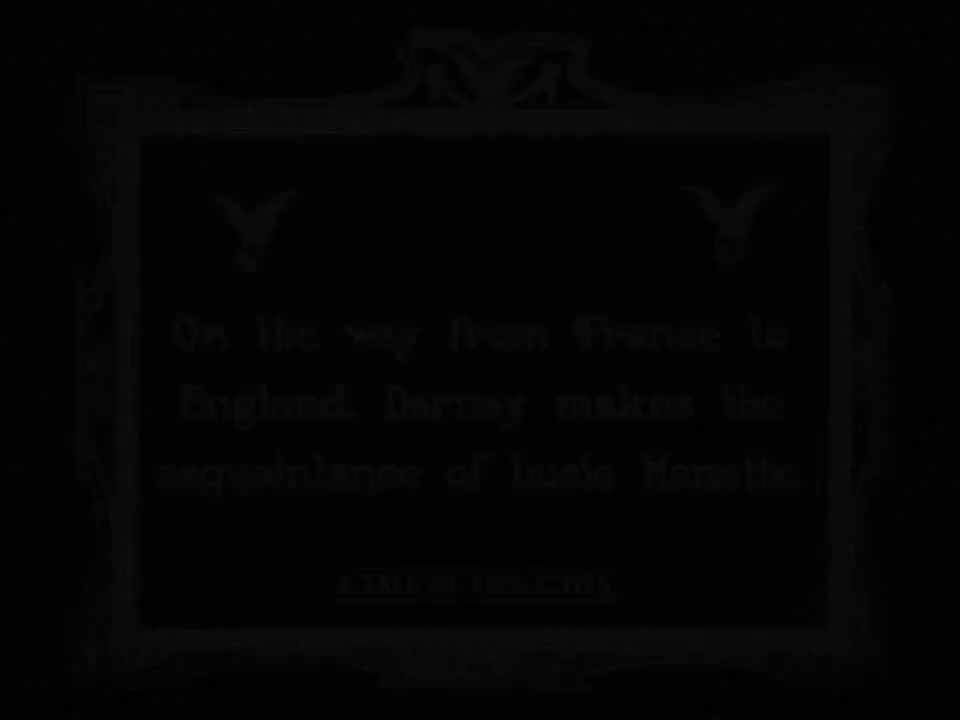 On the way from France to
England, Darnay makes the
acquaintance of Lucie Manette.
A TALE OF TWO CITIES